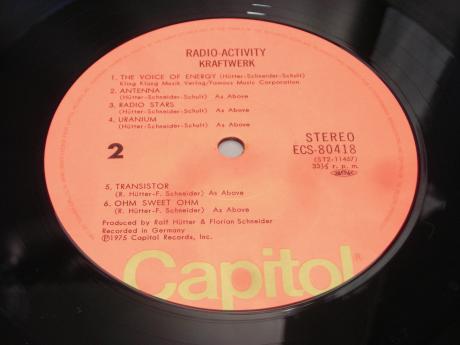 RADIO-ACTIVITY
KRAFTWERK
1. THE VOICE OF ENERGY (Hütter-Schneider-Schult)
Kling Klang Musik Verlag/Famous Music Corporation
2. ANTENNA
(Hütter-Schneider-Schult) As Above
3. RADIO STARS
(Hütter-Schneider-Schult) As Above
4. URANIUM
(Hütter-Schneider-Schult) As Above
2
STEREO
ECS-80418
(ST2-11457)
33⅓ r.p.m.
5. TRANSISTOR
(R. Hütter-F. Schneider) As Above
6. OHM SWEET OHM
(R. Hütter-F. Schneider) As Above
Produced by Ralf Hütter & Florian Schneider
Recorded in Germany
Ⓟ1975 Capitol Records, Inc.
Capitol®